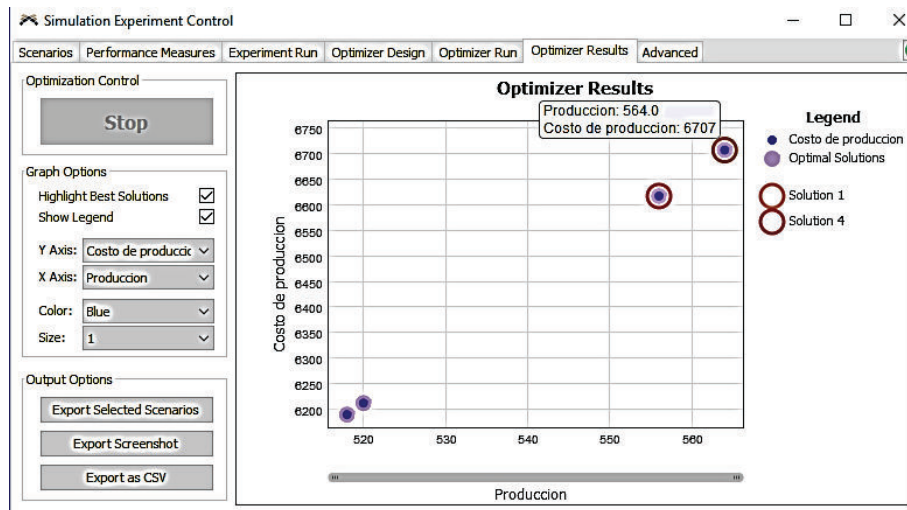 Simulation Experiment Control
Scenarios Performance Measures Experiment Run Optimizer Design Optimizer Run Optimizer Results Advanced
Optimization Control
Stop
Graph Options
Highlight Best Solutions
Show Legend
Y Axis: Costo de producció
X Axis: Produccion
Color: Blue
Size: 1
Output Options
Export Selected Scenarios
Export Screenshot
Export as CSV
Optimizer Results
Produccion: 564.0
Costo de produccion: 6707
Costo de produccion
6750
6700
6650
6600
6550
6500
6450
6400
6350
6300
6250
6200
520 530 540 550 560
Produccion
Legend
Costo de produccion
Optimal Solutions
Solution 1
Solution 4